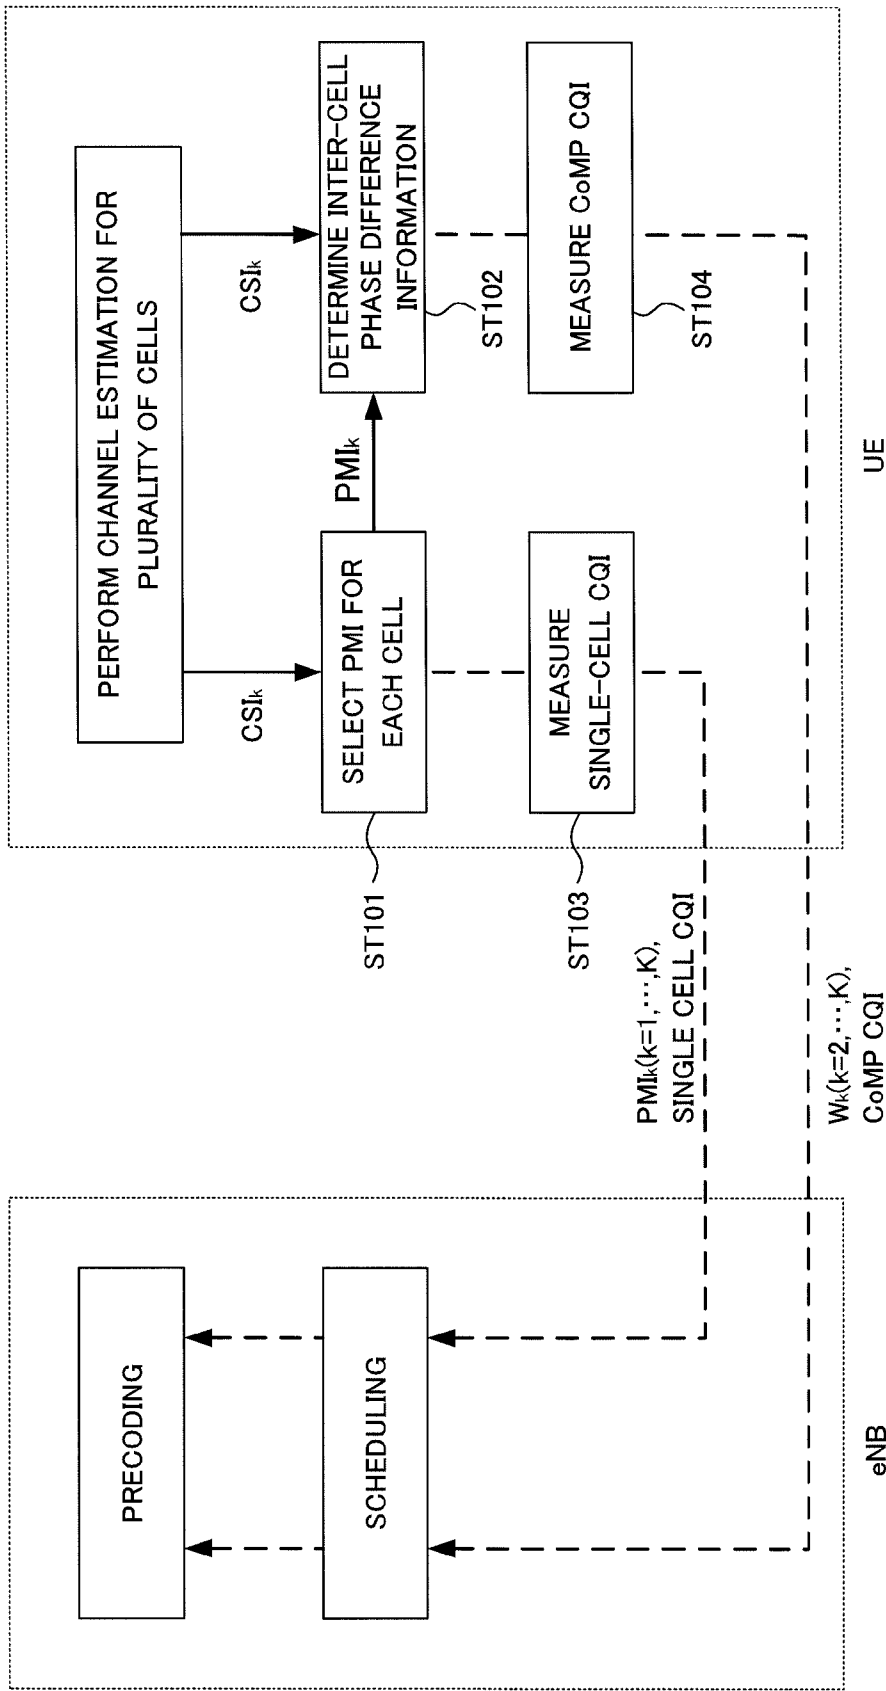 PERFORM CHANNEL ESTIMATION FOR
PLURALITY OF CELLS
CSIk
CSIk
SELECT PMI FOR
EACH CELL
ST101
PMIk
DETERMINE INTER-CELL
PHASE DIFFERENCE
INFORMATION
ST102
MEASURE
SINGLE-CELL CQI
ST103
MEASURE CoMP CQI
ST104
UE
PMIk(k=1,⋯,K),
SINGLE CELL CQI
Wk(k=2,⋯,K),
CoMP CQI
PRECODING
SCHEDULING
eNB